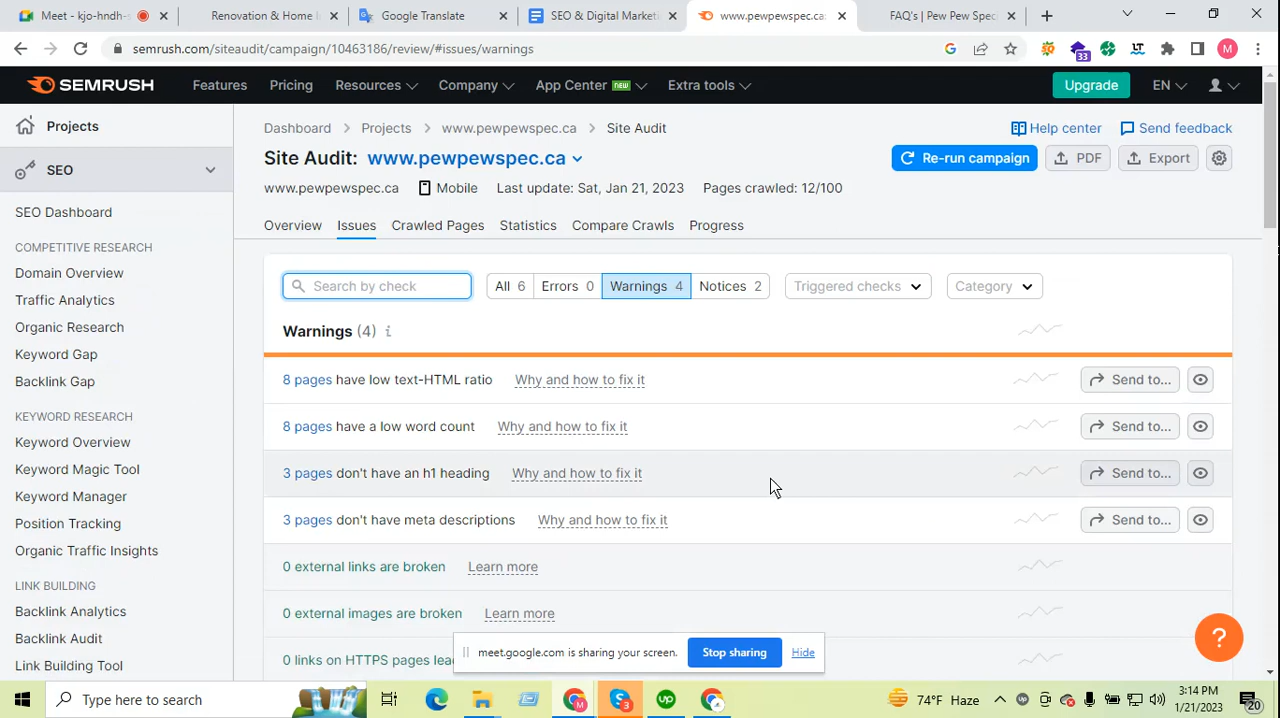 Meet - kjo-hndh-
Renovation & Home I
Google Translate
SEO & Digital Marketi
www.pewpewspec.ca
FAQ's | Pew Pew Spec
semrush.com/siteaudit/campaign/10463186/review/#issues/warnings
33
LT
M
SEMRUSH
Features
Pricing
Resources
Company
App Center NEW
Extra tools
Upgrade
EN
Projects
SEO
SEO Dashboard
COMPETITIVE RESEARCH
Domain Overview
Traffic Analytics
Organic Research
Keyword Gap
Backlink Gap
KEYWORD RESEARCH
Keyword Overview
Keyword Magic Tool
Keyword Manager
Position Tracking
Organic Traffic Insights
LINK BUILDING
Backlink Analytics
Backlink Audit
Link Building Tool
Dashboard > Projects > www.pewpewspec.ca > Site Audit
Help center
Send feedback
Site Audit: www.pewpewspec.ca
Re-run campaign
PDF
Export
www.pewpewspec.ca Mobile Last update: Sat, Jan 21, 2023 Pages crawled: 12/100
Overview Issues Crawled Pages Statistics Compare Crawls Progress
Search by check
All 6
Errors 0
Warnings 4
Notices 2
Triggered checks
Category
Warnings (4) i
8 pages have low text-HTML ratio Why and how to fix it Send to...
8 pages have a low word count Why and how to fix it Send to...
3 pages don't have an h1 heading Why and how to fix it Send to...
3 pages don't have meta descriptions Why and how to fix it Send to...
0 external links are broken Learn more
0 external images are broken Learn more
0 links on HTTPS pages lea
meet.google.com is sharing your screen.
Stop sharing
Hide
?
Type here to search
M
3
up
74°F Haze
3:14 PM
1/21/2023
20